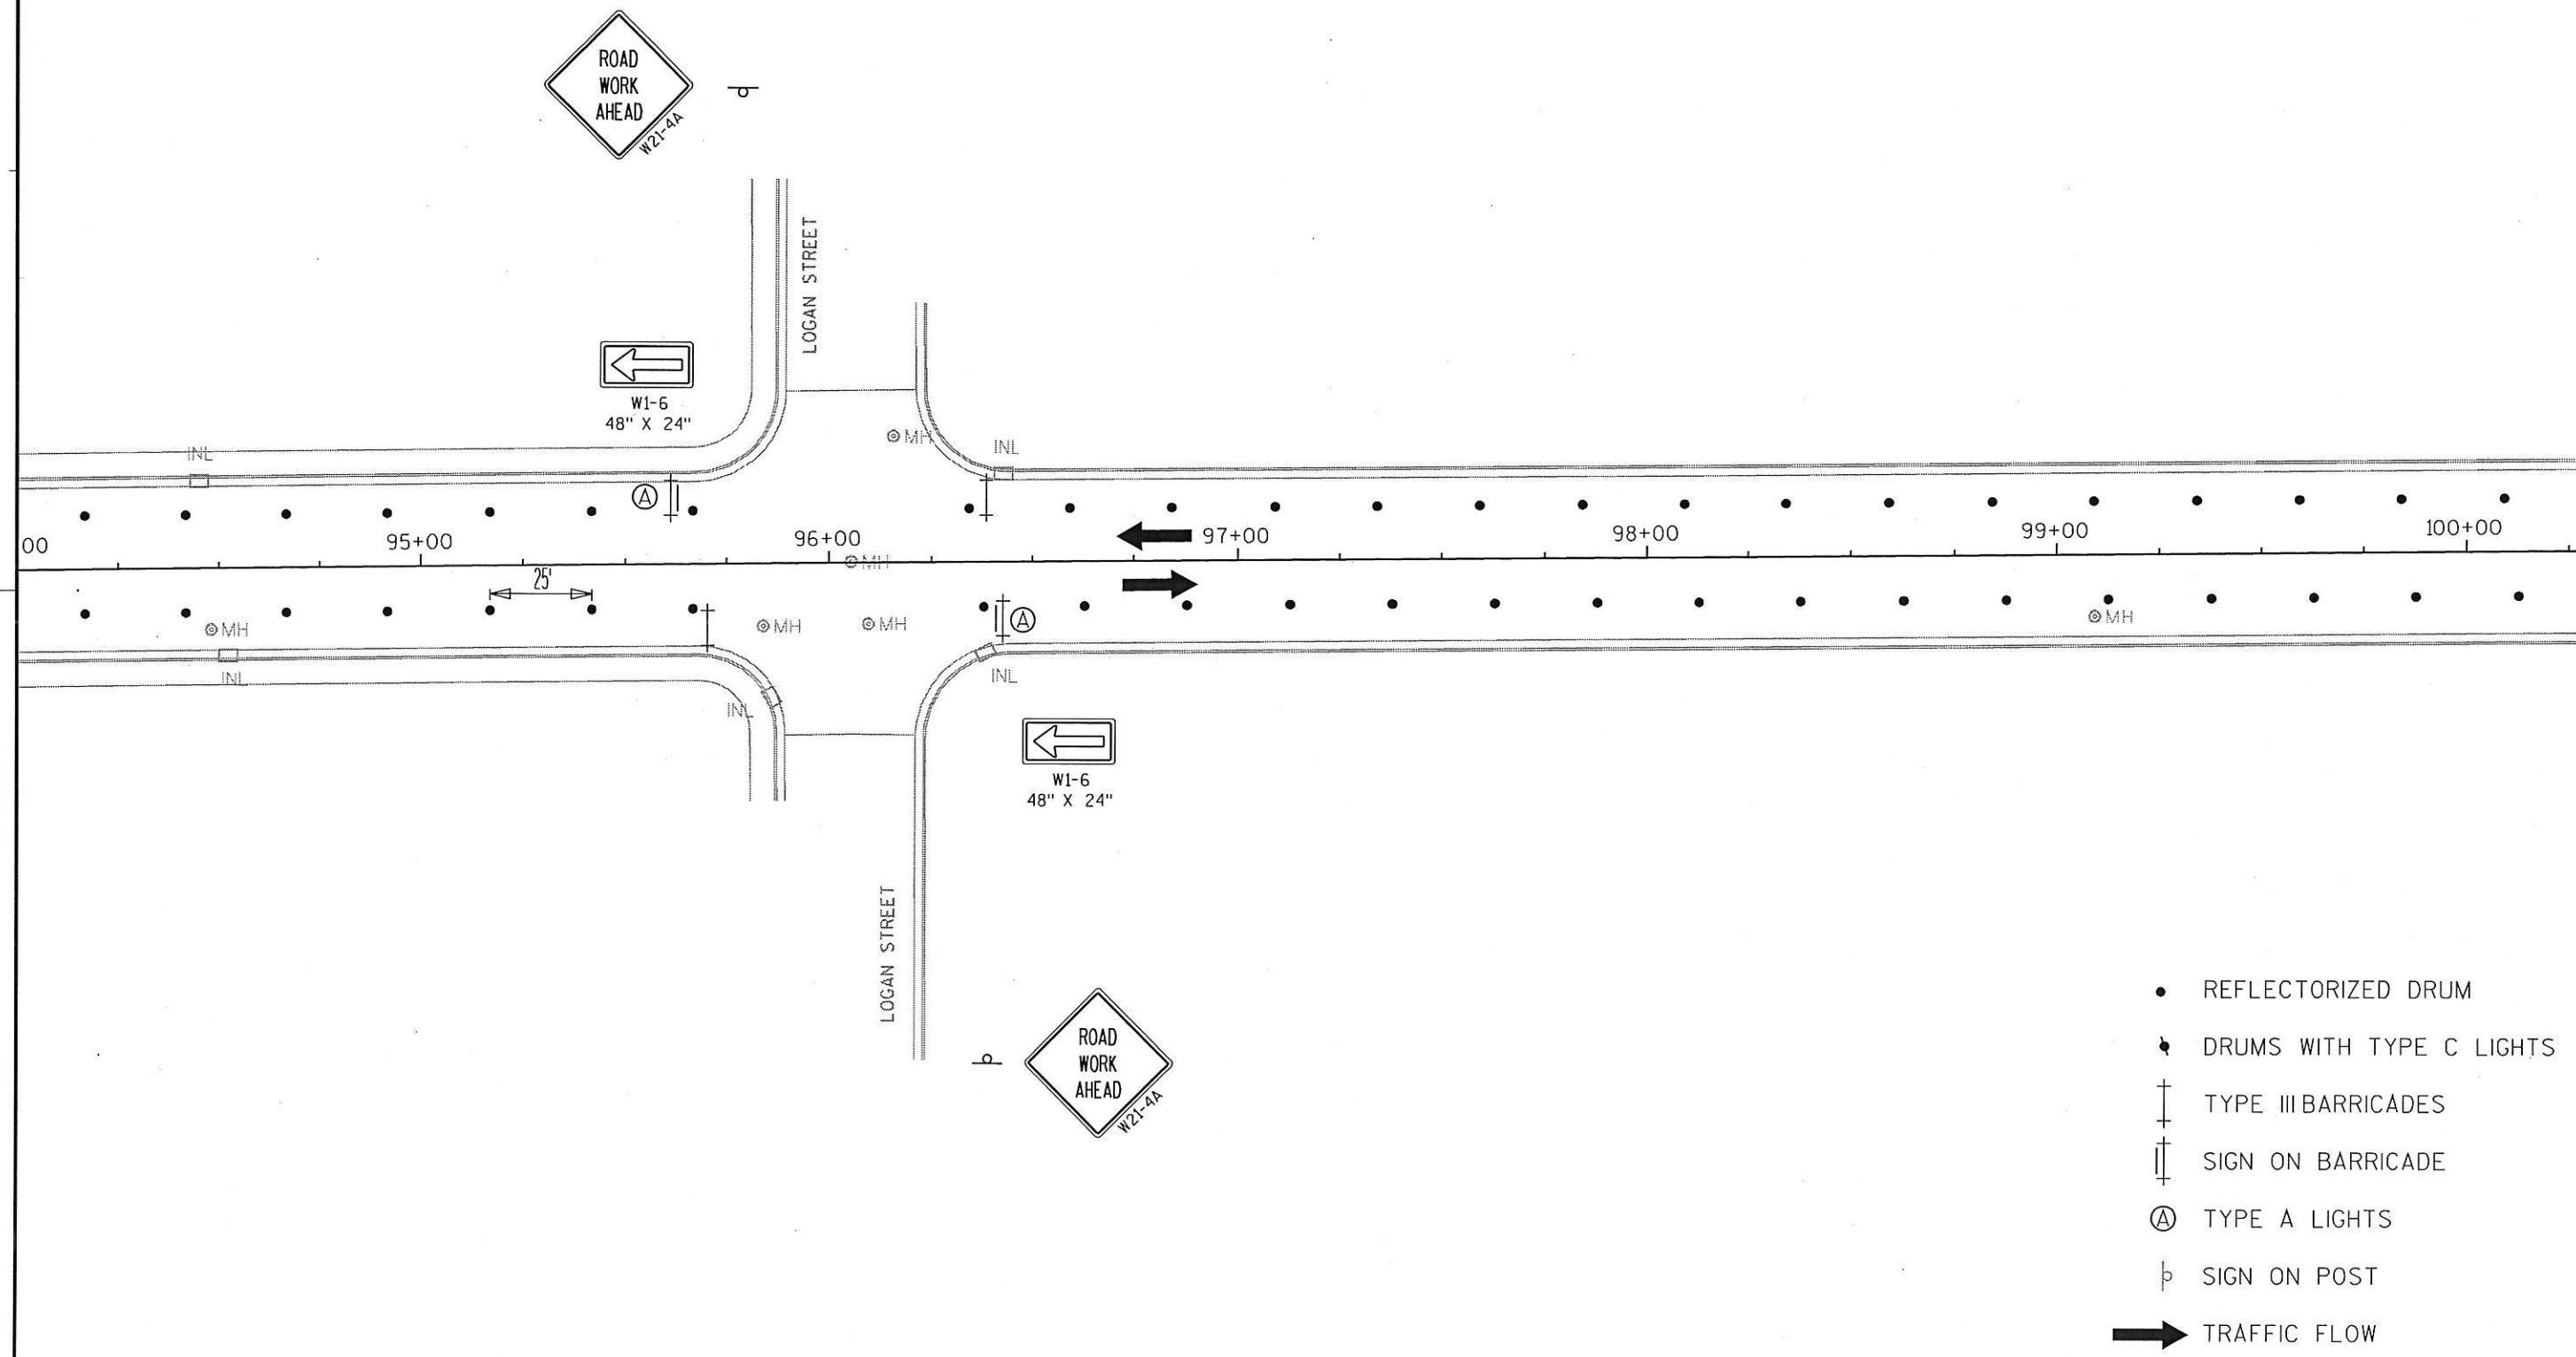 ROAD
WORK
AHEAD
W21-4A
LOGAN STREET
W1-6
48" X 24"
INL
MH
INL
A
00
95+00
96+00
97+00
98+00
99+00
100+00
MH
25'
MH
MH
MH
A
MH
INL
INL
INL
W1-6
48" X 24"
LOGAN STREET
ROAD
WORK
AHEAD
W21-4A
REFLECTORIZED DRUM
DRUMS WITH TYPE C LIGHTS
TYPE III BARRICADES
SIGN ON BARRICADE
A TYPE A LIGHTS
SIGN ON POST
TRAFFIC FLOW